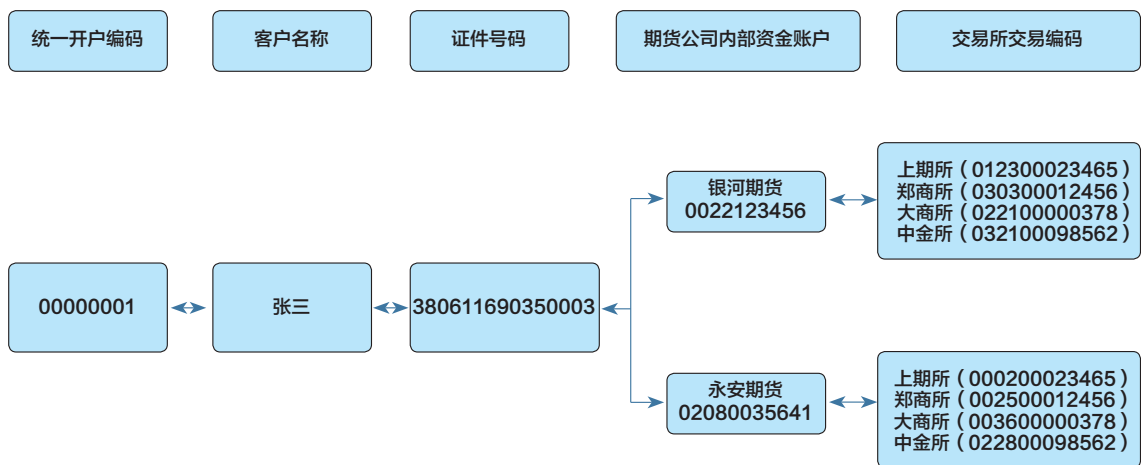 统一开户编码
客户名称
证件号码
期货公司内部资金账户
交易所交易编码
00000001
张三
380611690350003
银河期货
0022123456
上期所（012300023465）
郑商所（030300012456）
大商所（022100000378）
中金所（032100098562）
永安期货
02080035641
上期所（000200023465）
郑商所（002500012456）
大商所（003600000378）
中金所（022800098562）